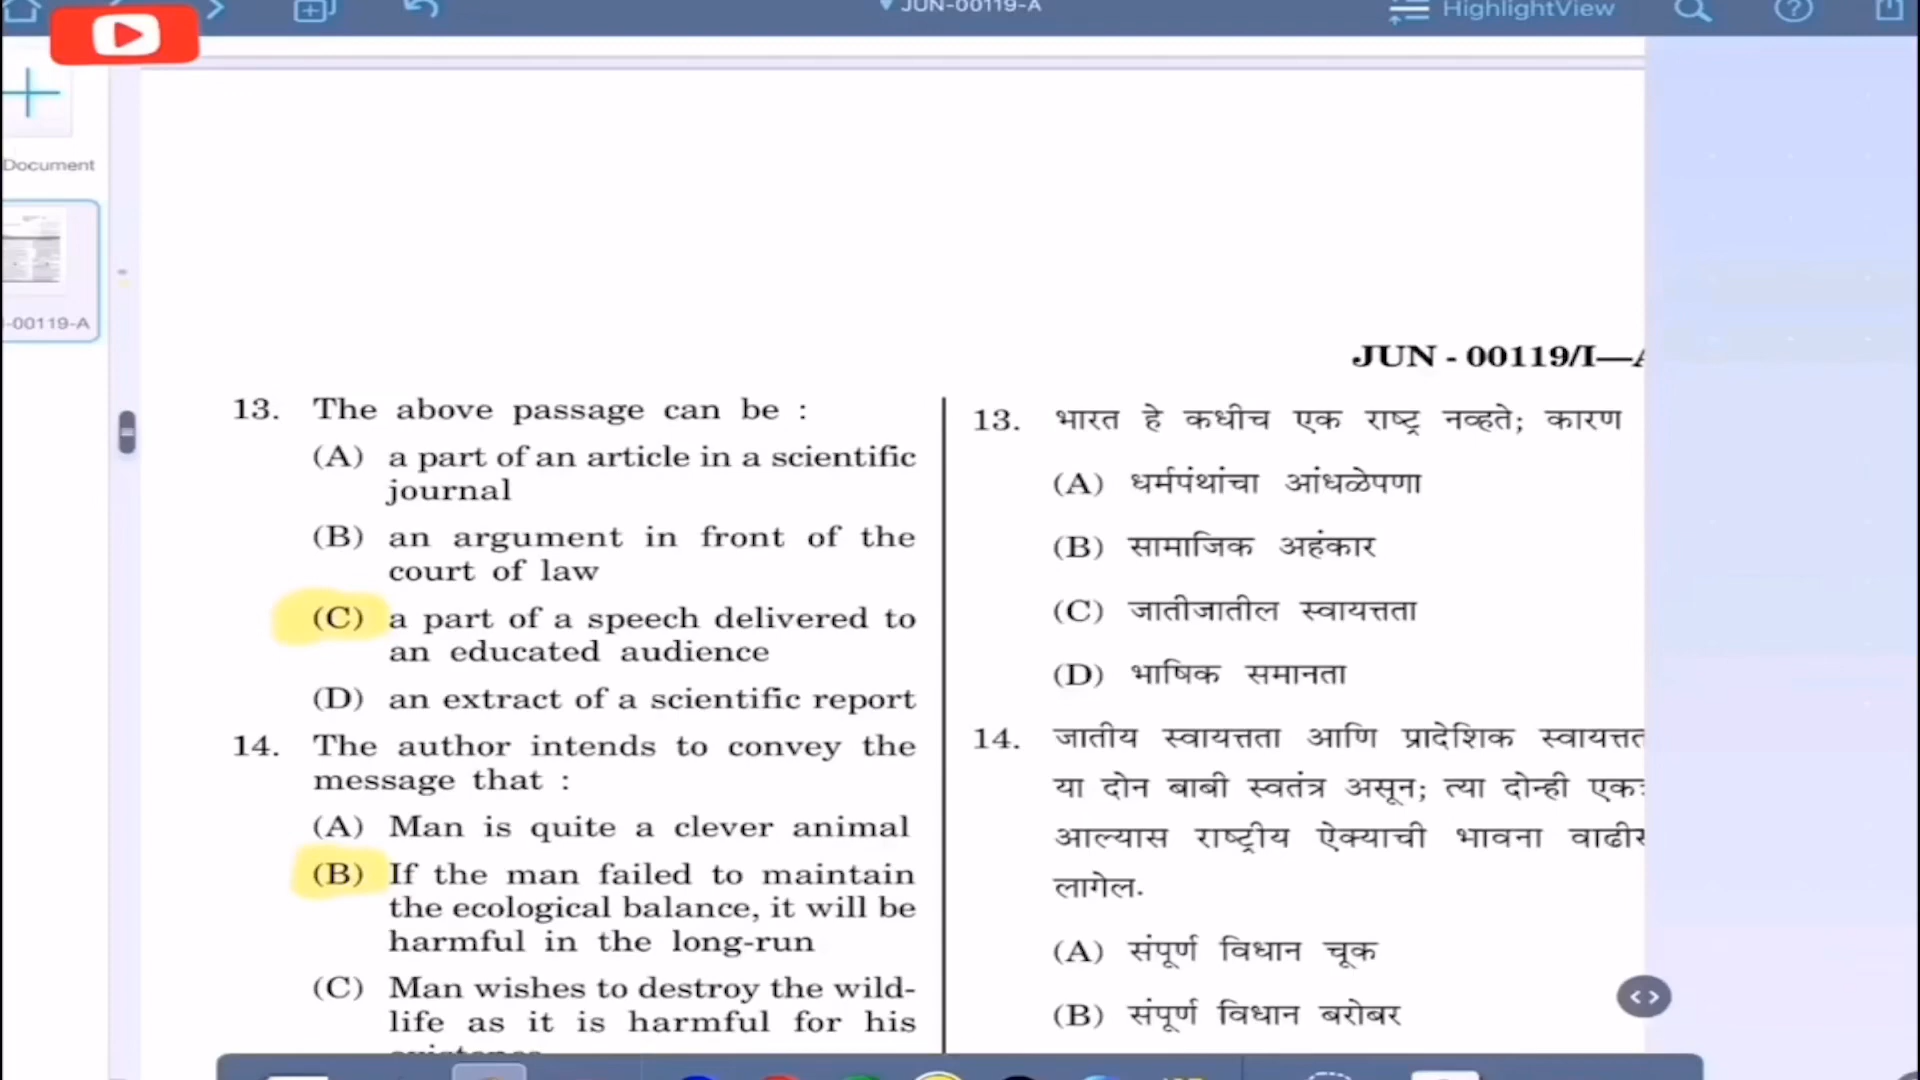 JUN-00119-A
HighlightView
Document
-00119-A
JUN - 00119/I—A
13. The above passage can be :
(A) a part of an article in a scientific
journal
(B) an argument in front of the
court of law
(C) a part of a speech delivered to
an educated audience
(D) an extract of a scientific report
14. The author intends to convey the
message that :
(A) Man is quite a clever animal
(B) If the man failed to maintain
the ecological balance, it will be
harmful in the long-run
(C) Man wishes to destroy the wild-
life as it is harmful for his
13. भारत हे कधीच एक राष्ट्र नव्हते; कारण
(A) धर्मपंथांचा आंधळेपणा
(B) सामाजिक अहंकार
(C) जातीजातील स्वायत्तता
(D) भाषिक समानता
14. जातीय स्वायत्तता आणि प्रादेशिक
या दोन बाबी स्वतंत्र असून; त्या दोन्ही
आल्यास राष्ट्रीय ऐक्याची भावना
लागेल.
(A) संपूर्ण विधान चूक
(B) संपूर्ण विधान बरोबर